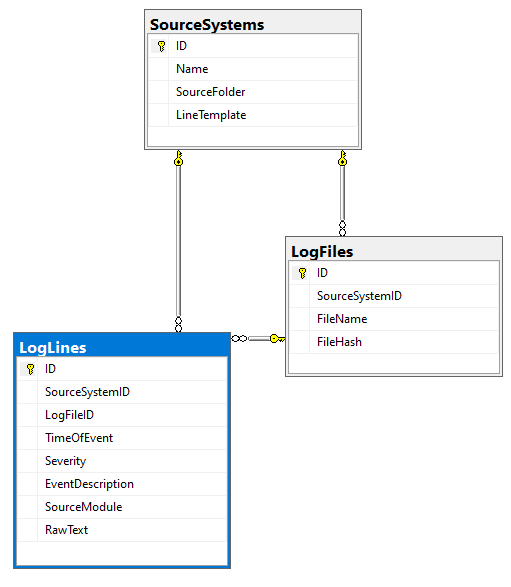 SourceSystems
ID
Name
SourceFolder
LineTemplate
LogFiles
ID
SourceSystemID
FileName
FileHash
LogLines
ID
SourceSystemID
LogFileID
TimeOfEvent
Severity
EventDescription
SourceModule
RawText